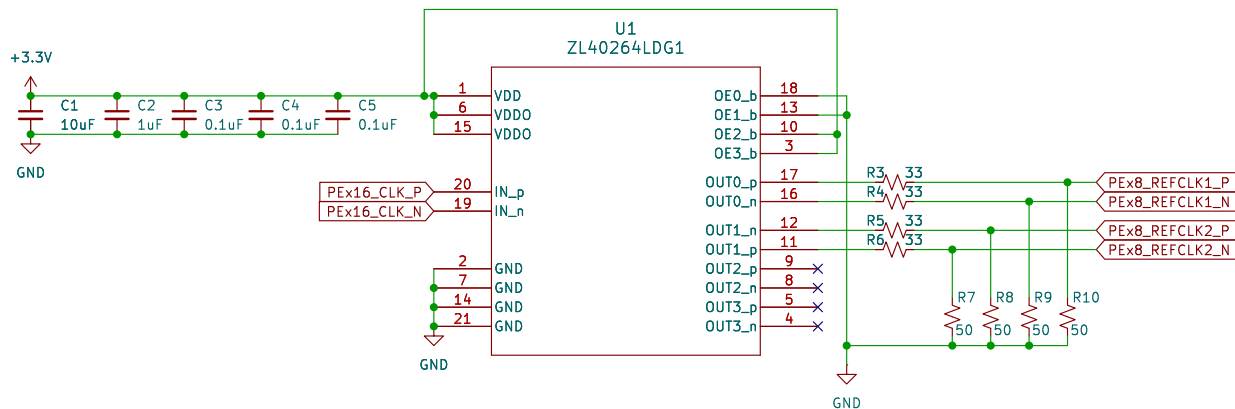 U1
ZL40264LDG1
+3.3V
C1
10uF
C2
1uF
C3
0.1uF
C4
0.1uF
C5
0.1uF
GND
1 VDD
6 VDDO
15 VDDO
PEx16_CLK_P 20 IN_p
PEx16_CLK_N 19 IN_n
2 GND
7 GND
14 GND
21 GND
GND
OE0_b 18
OE1_b 13
OE2_b 10
OE3_b 3
OUT0_p 17 R3 33 PEx8_REFCLK1_P
OUT0_n 16 R4 33 PEx8_REFCLK1_N
OUT1_n 12 R5 33 PEx8_REFCLK2_P
OUT1_p 11 R6 33 PEx8_REFCLK2_N
OUT2_p 9
OUT2_n 8
OUT3_p 5
OUT3_n 4
R7 R8 R9 R10
50 50 50 50
GND